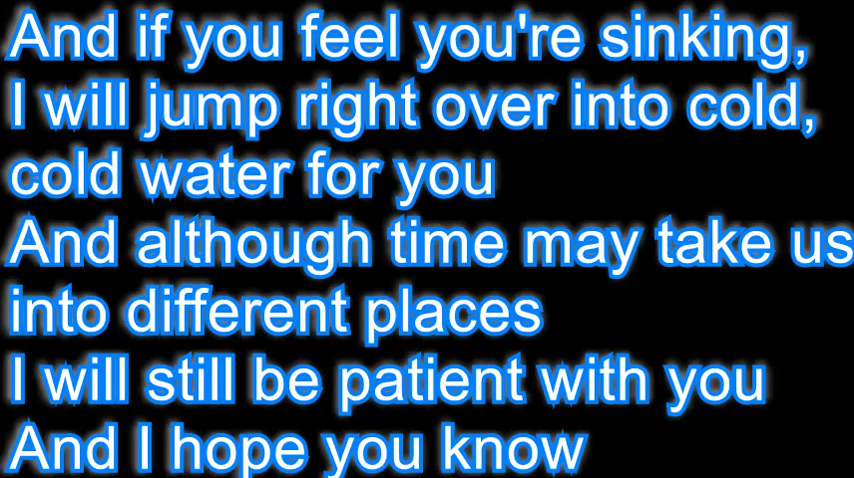 And if you feel you're sinking,
I will jump right over into cold,
cold water for you
And although time may take us
into different places
I will still be patient with you
And I hope you know